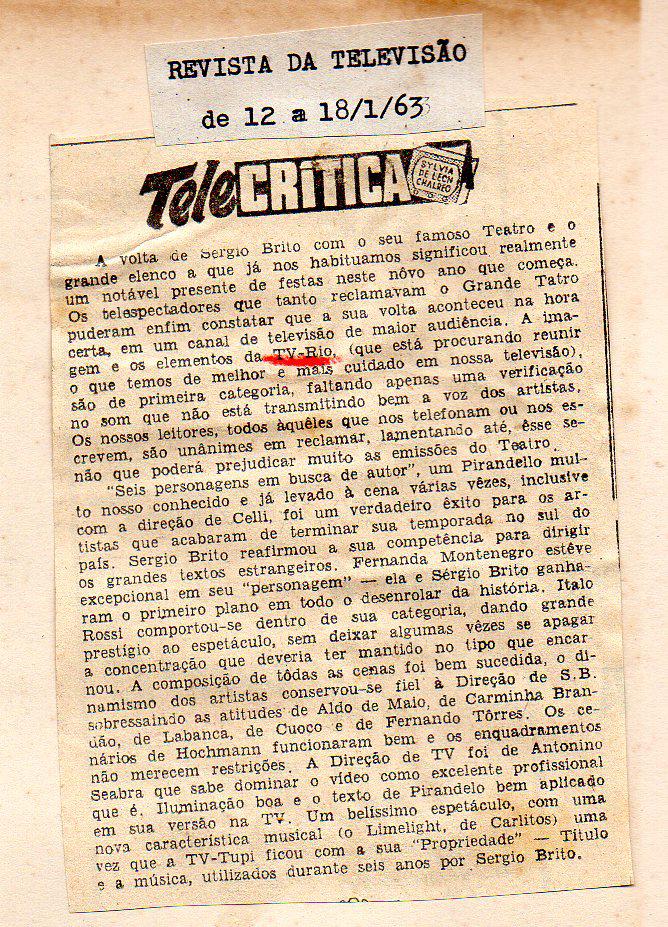 REVISTA DA TELEVISÃO
de 12 a 18/1/63
TeleCRÍTICA
SYLVIA
DE LEON
CHALREO
A volta de Sergio Brito com o seu famoso Teatro e o
grande elenco a que já nos habituamos significou realmente
um notável presente de festas neste nôvo ano que começa.
Os telespectadores que tanto reclamavam o Grande Tatro
puderam enfim constatar que a sua volta aconteceu na hora
certa, em um canal de televisão de maior audiência. A ima-
gem e os elementos da TV-Rio, (que está procurando reunir
o que temos de melhor e mais cuidado em nossa televisão),
são de primeira categoria, faltando apenas uma verificação
no som que não está transmitindo bem a voz dos artistas.
Os nossos leitores, todos àquêles que nos telefonam ou nos es-
crevem, são unânimes em reclamar, lamentando até, êsse se-
não que poderá prejudicar muito as emissões do Teatro.
"Seis personagens em busca de autor", um Pirandello mui-
to nosso conhecido e já levado à cena várias vêzes, inclusive
com a direção de Celli, foi um verdadeiro êxito para os ar-
tistas que acabaram de terminar sua temporada no sul do
país. Sergio Brito reafirmou a sua competência para dirigir
os grandes textos estrangeiros. Fernanda Montenegro estêve
excepcional em seu "personagem" — ela e Sérgio Brito ganha-
ram o primeiro plano em todo o desenrolar da história. Italo
Rossi comportou-se dentro de sua categoria, dando grande
prestígio ao espetáculo, sem deixar algumas vêzes se apagar
a concentração que deveria ter mantido no tipo que encar
nou. A composição de tôdas as cenas foi bem sucedida, o di-
namismo dos artistas conservou-se fiel à Direção de S.B.
sobressaindo as atitudes de Aldo de Maio, de Carminha Bran-
dão, de Labanca, de Cuoco e de Fernando Tôrres. Os ce-
nários de Hochmann funcionaram bem e os enquadramentos
não merecem restrições. A Direção de TV foi de Antonino
Seabra que sabe dominar o vídeo como excelente profissional
que é. Iluminação boa e o texto de Pirandelo bem aplicado
em sua versão na TV. Um belíssimo espetáculo, com uma
nova característica musical (o Limelight, de Carlitos) uma
vez que a TV-Tupi ficou com a sua "Propriedade" — Titulo
e a música, utilizados durante seis anos por Sergio Brito.